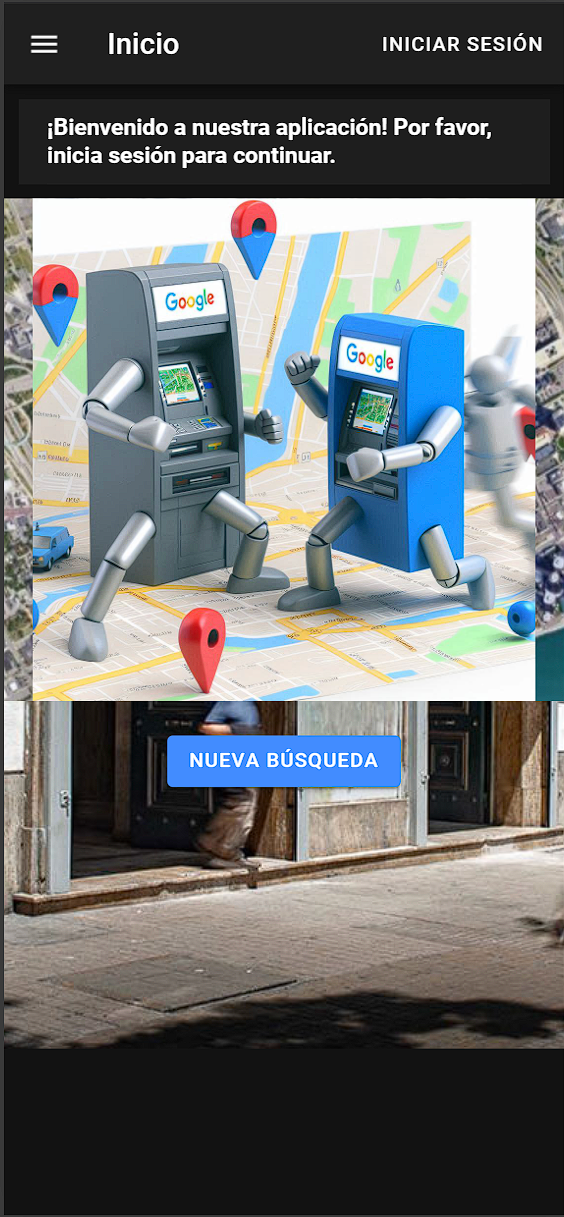 Inicio
INICIAR SESIÓN
¡Bienvenido a nuestra aplicación! Por favor,
inicia sesión para continuar.
Google
Google
NUEVA BÚSQUEDA